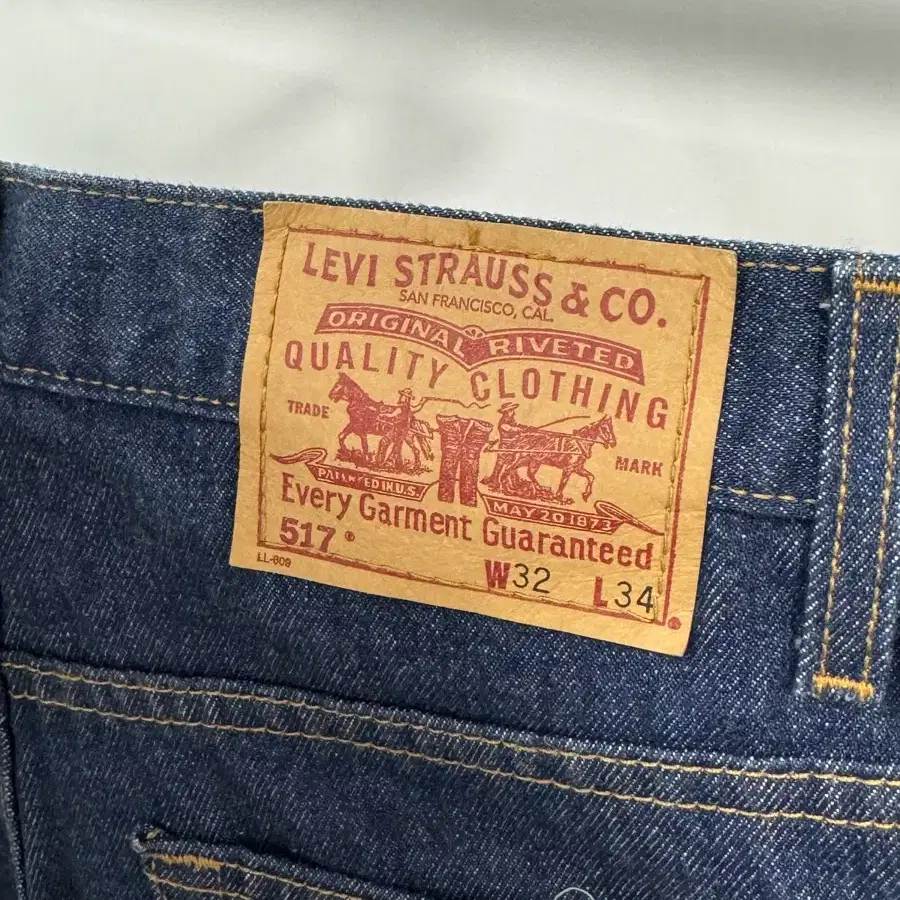 LEVI STRAUSS & CO.
SAN FRANCISCO, CAL.
ORIGINAL RIVETED
QUALITY CLOTHING
TRADE MARK
PATENTED IN U.S. MAY 20 1873
Every Garment Guaranteed
517 ®
LL-609
W32 L34